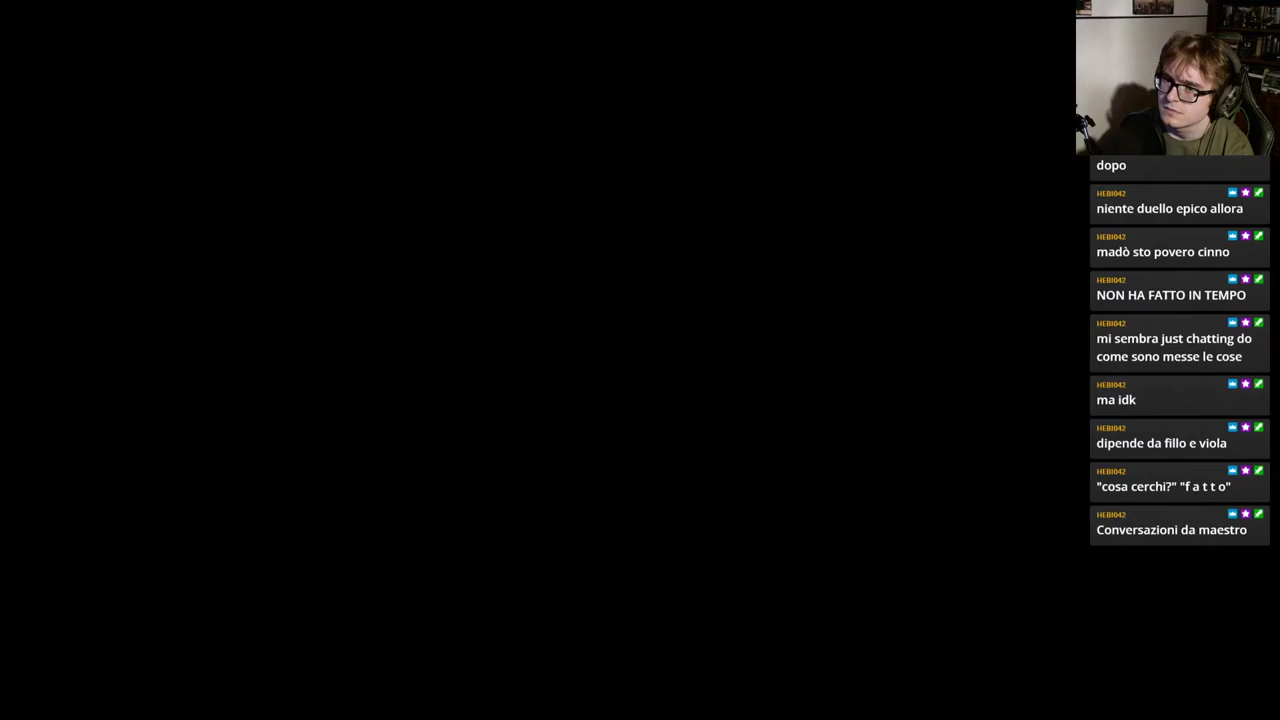 dopo
HEBI042
niente duello epico allora
HEBI042
madò sto povero cinno
HEBI042
NON HA FATTO IN TEMPO
HEBI042
mi sembra just chatting do
come sono messe le cose
HEBI042
ma idk
HEBI042
dipende da fillo e viola
HEBI042
"cosa cerchi?" "f a t t o"
HEBI042
Conversazioni da maestro